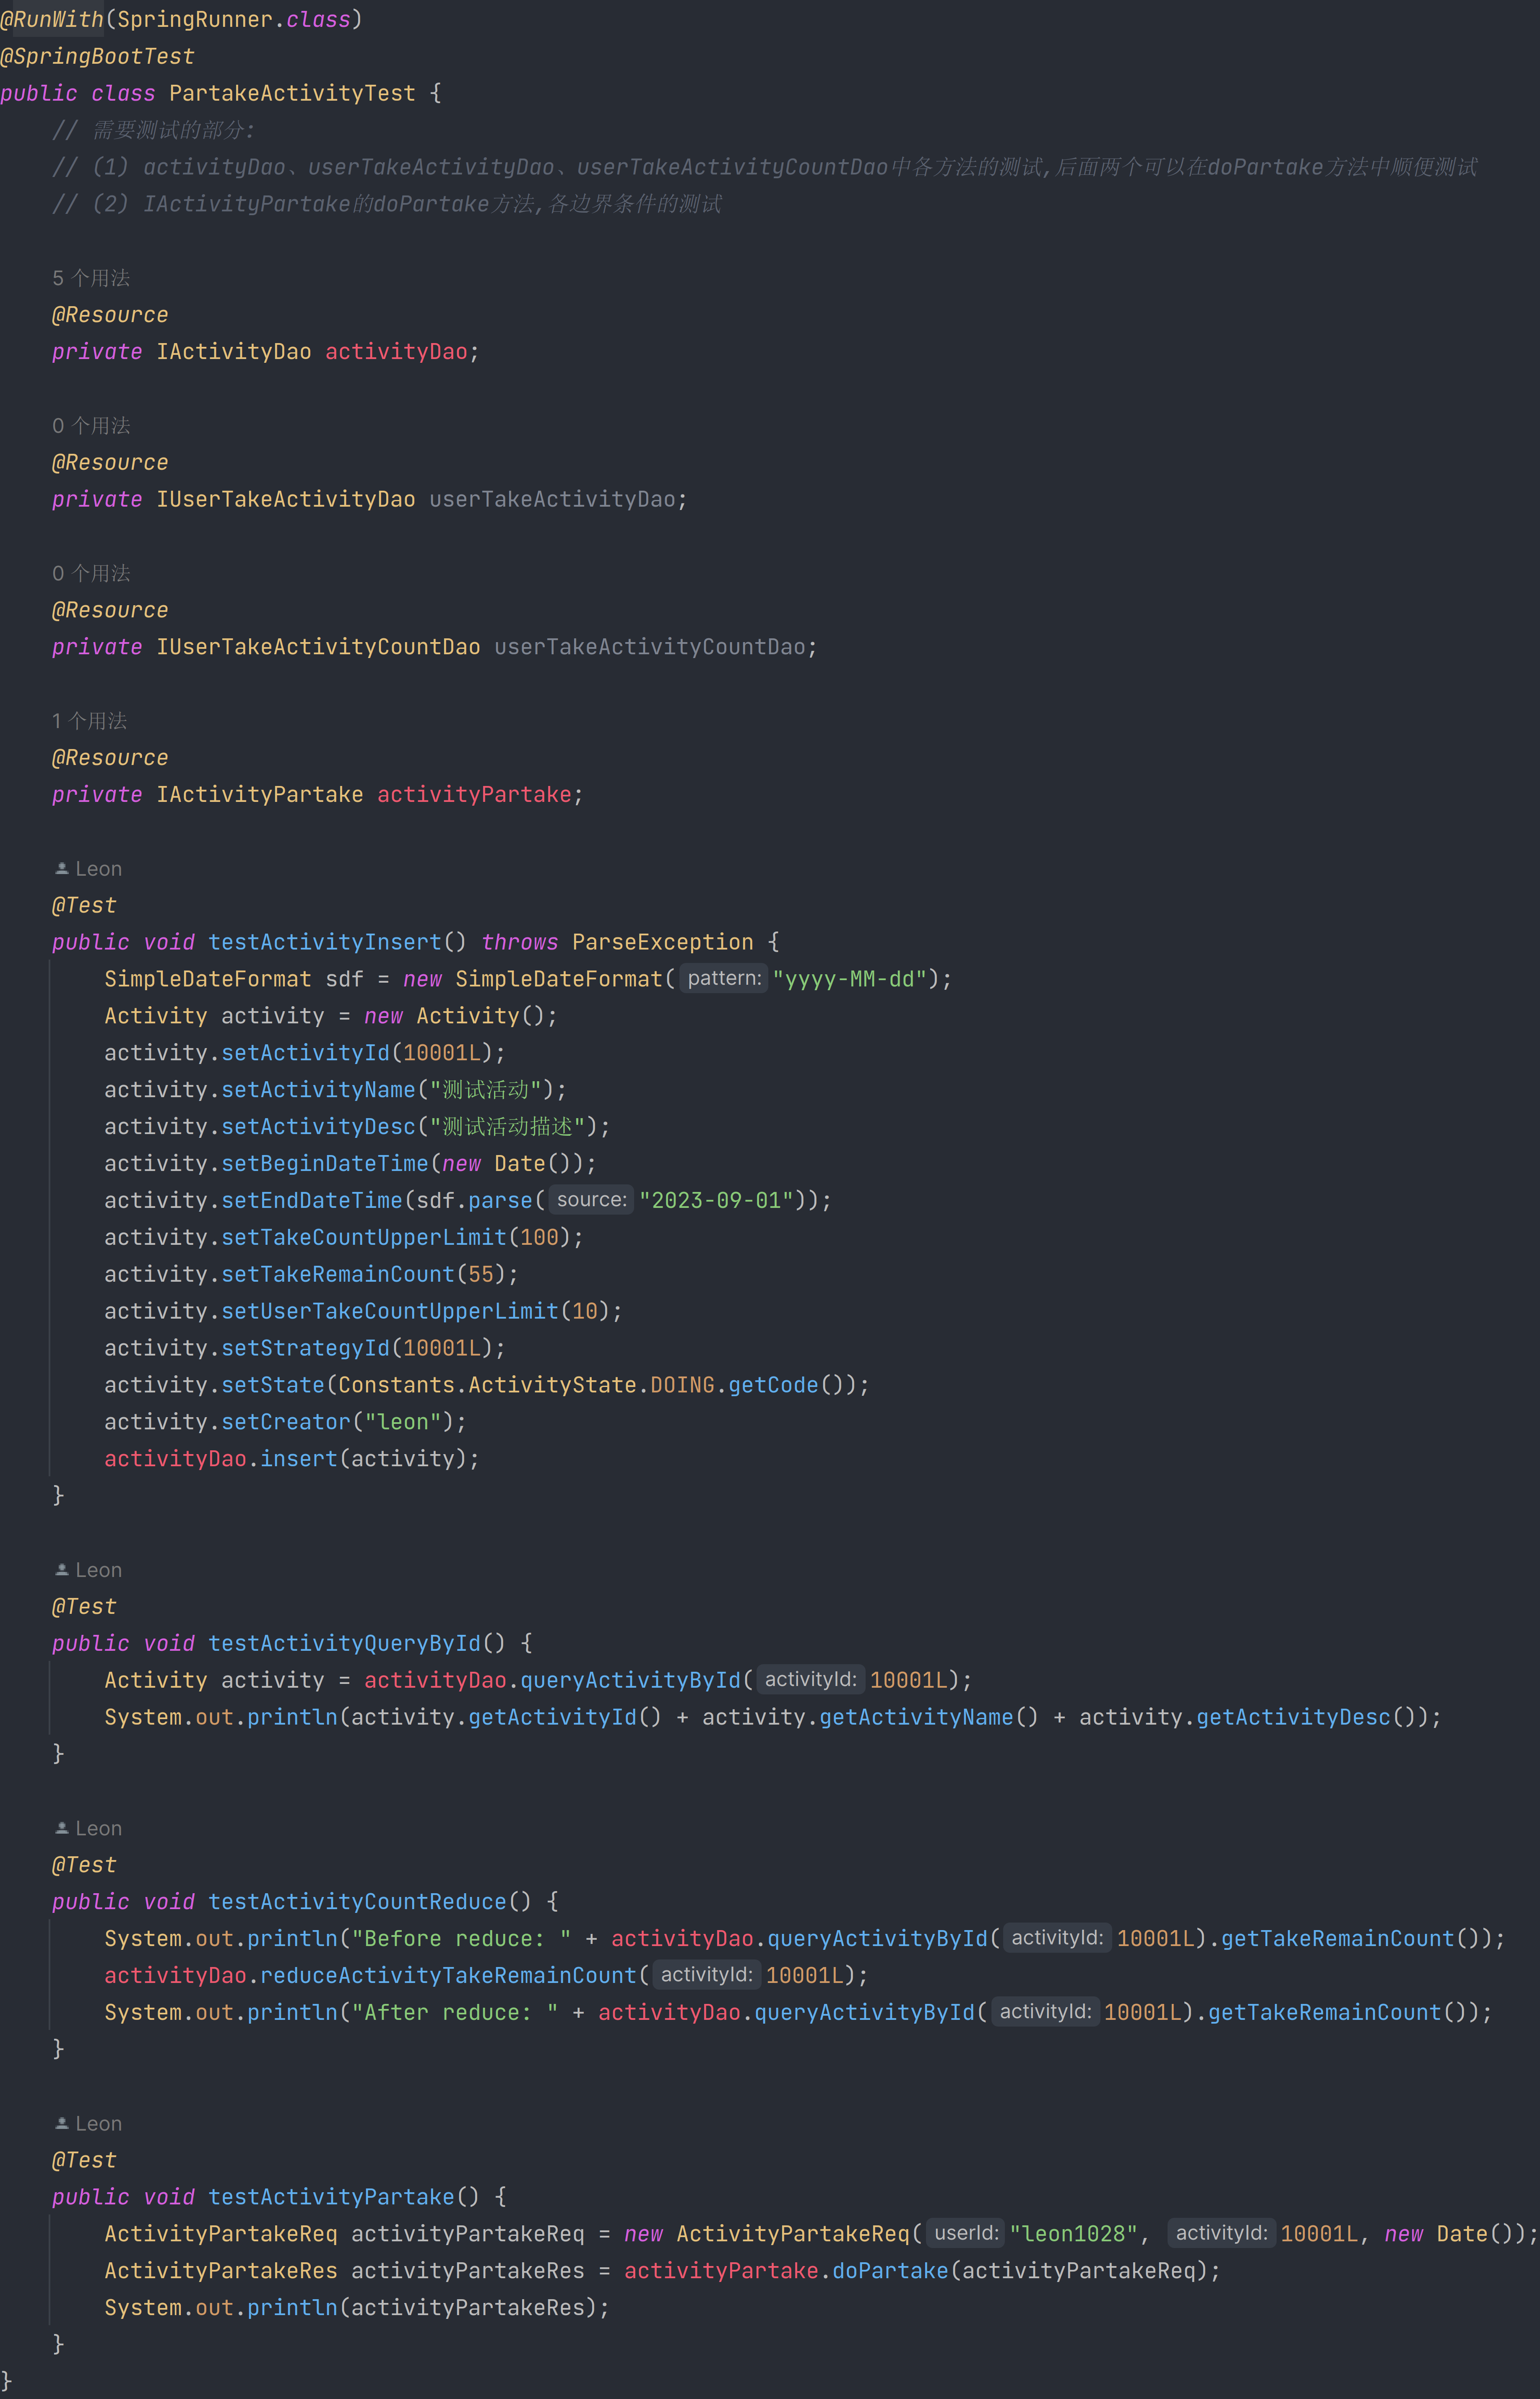 @RunWith(SpringRunner.class)
@SpringBootTest
public class PartakeActivityTest {
    // 需要测试的部分:
    // (1) activityDao、userTakeActivityDao、userTakeActivityCountDao中各方法的测试,后面两个可以在doPartake方法中顺便测试
    // (2) IActivityPartake的doPartake方法,各边界条件的测试

    5 个用法
    @Resource
    private IActivityDao activityDao;

    0 个用法
    @Resource
    private IUserTakeActivityDao userTakeActivityDao;

    0 个用法
    @Resource
    private IUserTakeActivityCountDao userTakeActivityCountDao;

    1 个用法
    @Resource
    private IActivityPartake activityPartake;

    Leon
    @Test
    public void testActivityInsert() throws ParseException {
        SimpleDateFormat sdf = new SimpleDateFormat( pattern: "yyyy-MM-dd");
        Activity activity = new Activity();
        activity.setActivityId(10001L);
        activity.setActivityName("测试活动");
        activity.setActivityDesc("测试活动描述");
        activity.setBeginDateTime(new Date());
        activity.setEndDateTime(sdf.parse( source: "2023-09-01"));
        activity.setTakeCountUpperLimit(100);
        activity.setTakeRemainCount(55);
        activity.setUserTakeCountUpperLimit(10);
        activity.setStrategyId(10001L);
        activity.setState(Constants.ActivityState.DOING.getCode());
        activity.setCreator("leon");
        activityDao.insert(activity);
    }

    Leon
    @Test
    public void testActivityQueryById() {
        Activity activity = activityDao.queryActivityById( activityId: 10001L);
        System.out.println(activity.getActivityId() + activity.getActivityName() + activity.getActivityDesc());
    }

    Leon
    @Test
    public void testActivityCountReduce() {
        System.out.println("Before reduce: " + activityDao.queryActivityById( activityId: 10001L).getTakeRemainCount());
        activityDao.reduceActivityTakeRemainCount( activityId: 10001L);
        System.out.println("After reduce: " + activityDao.queryActivityById( activityId: 10001L).getTakeRemainCount());
    }

    Leon
    @Test
    public void testActivityPartake() {
        ActivityPartakeReq activityPartakeReq = new ActivityPartakeReq( userId: "leon1028", activityId: 10001L, new Date());
        ActivityPartakeRes activityPartakeRes = activityPartake.doPartake(activityPartakeReq);
        System.out.println(activityPartakeRes);
    }
}